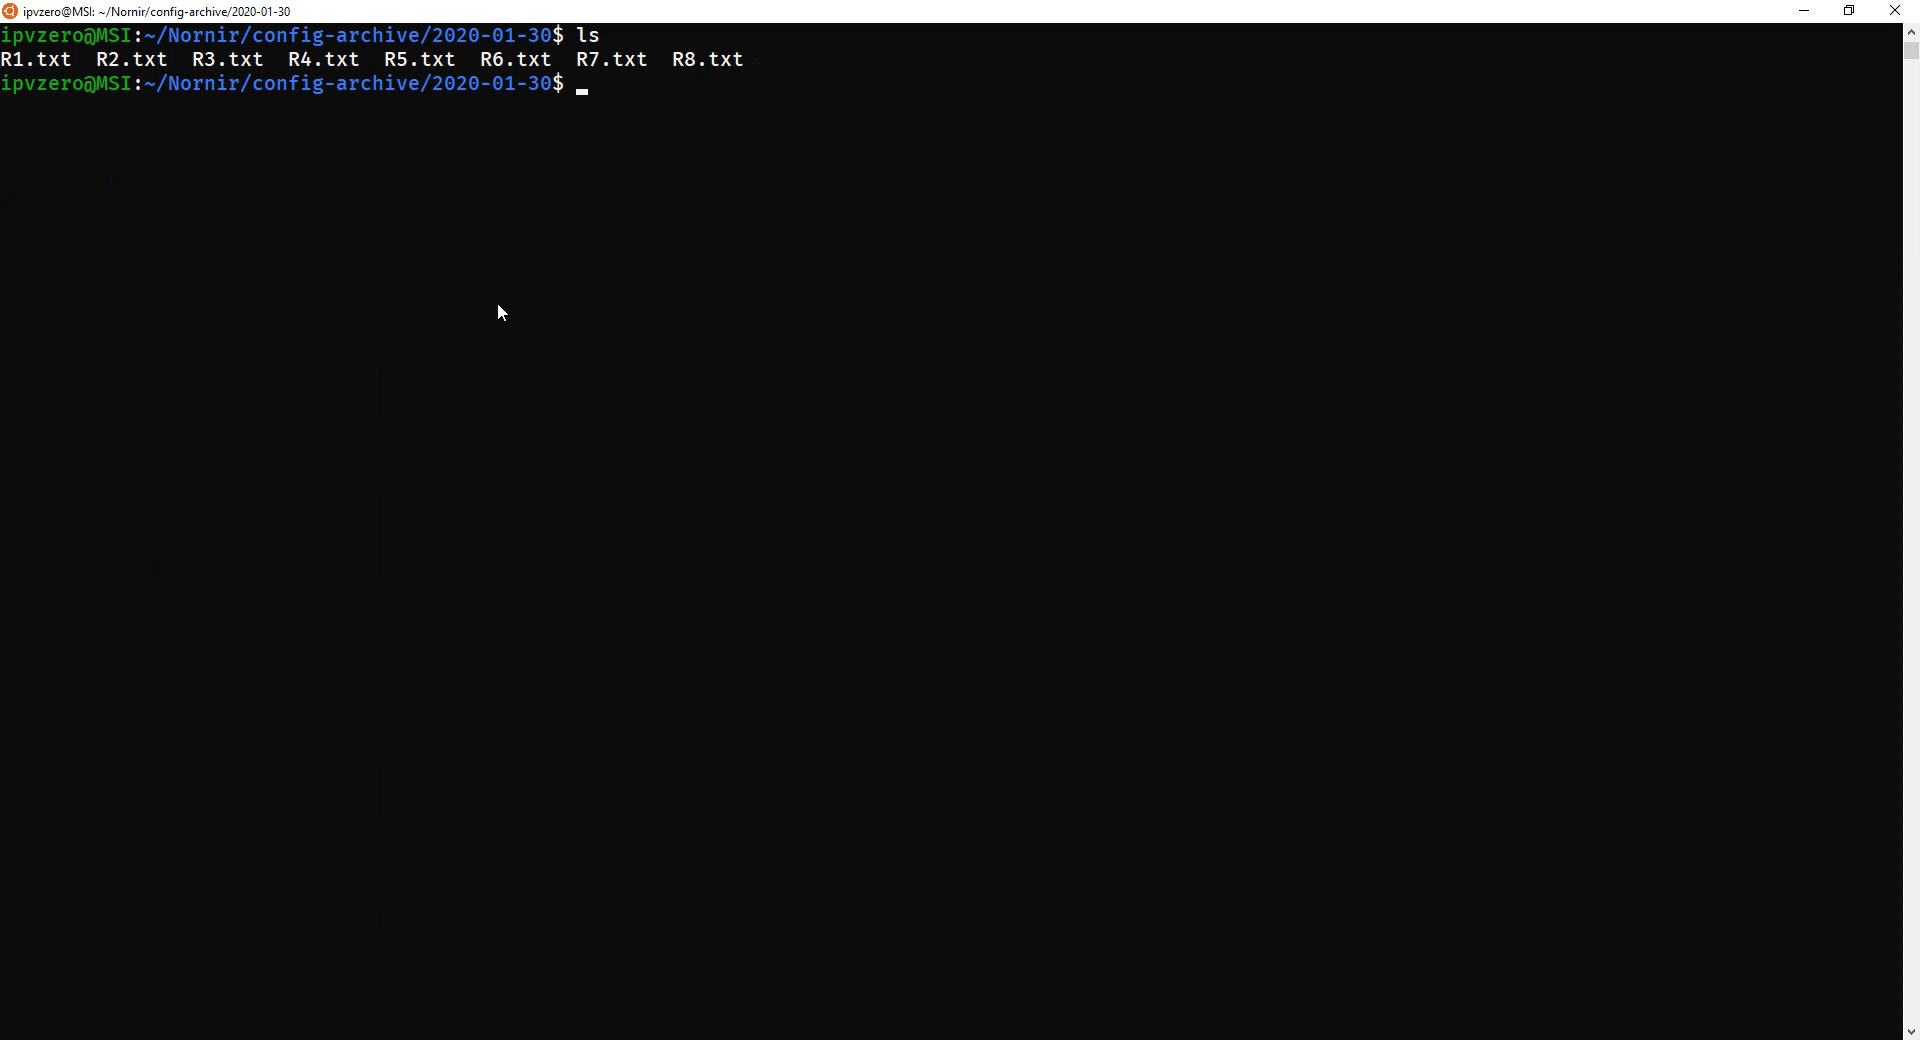 ipvzero@MSI: ~/Nornir/config-archive/2020-01-30
ipvzero@MSI:~/Nornir/config-archive/2020-01-30$ ls
R1.txt  R2.txt  R3.txt  R4.txt  R5.txt  R6.txt  R7.txt  R8.txt
ipvzero@MSI:~/Nornir/config-archive/2020-01-30$ _